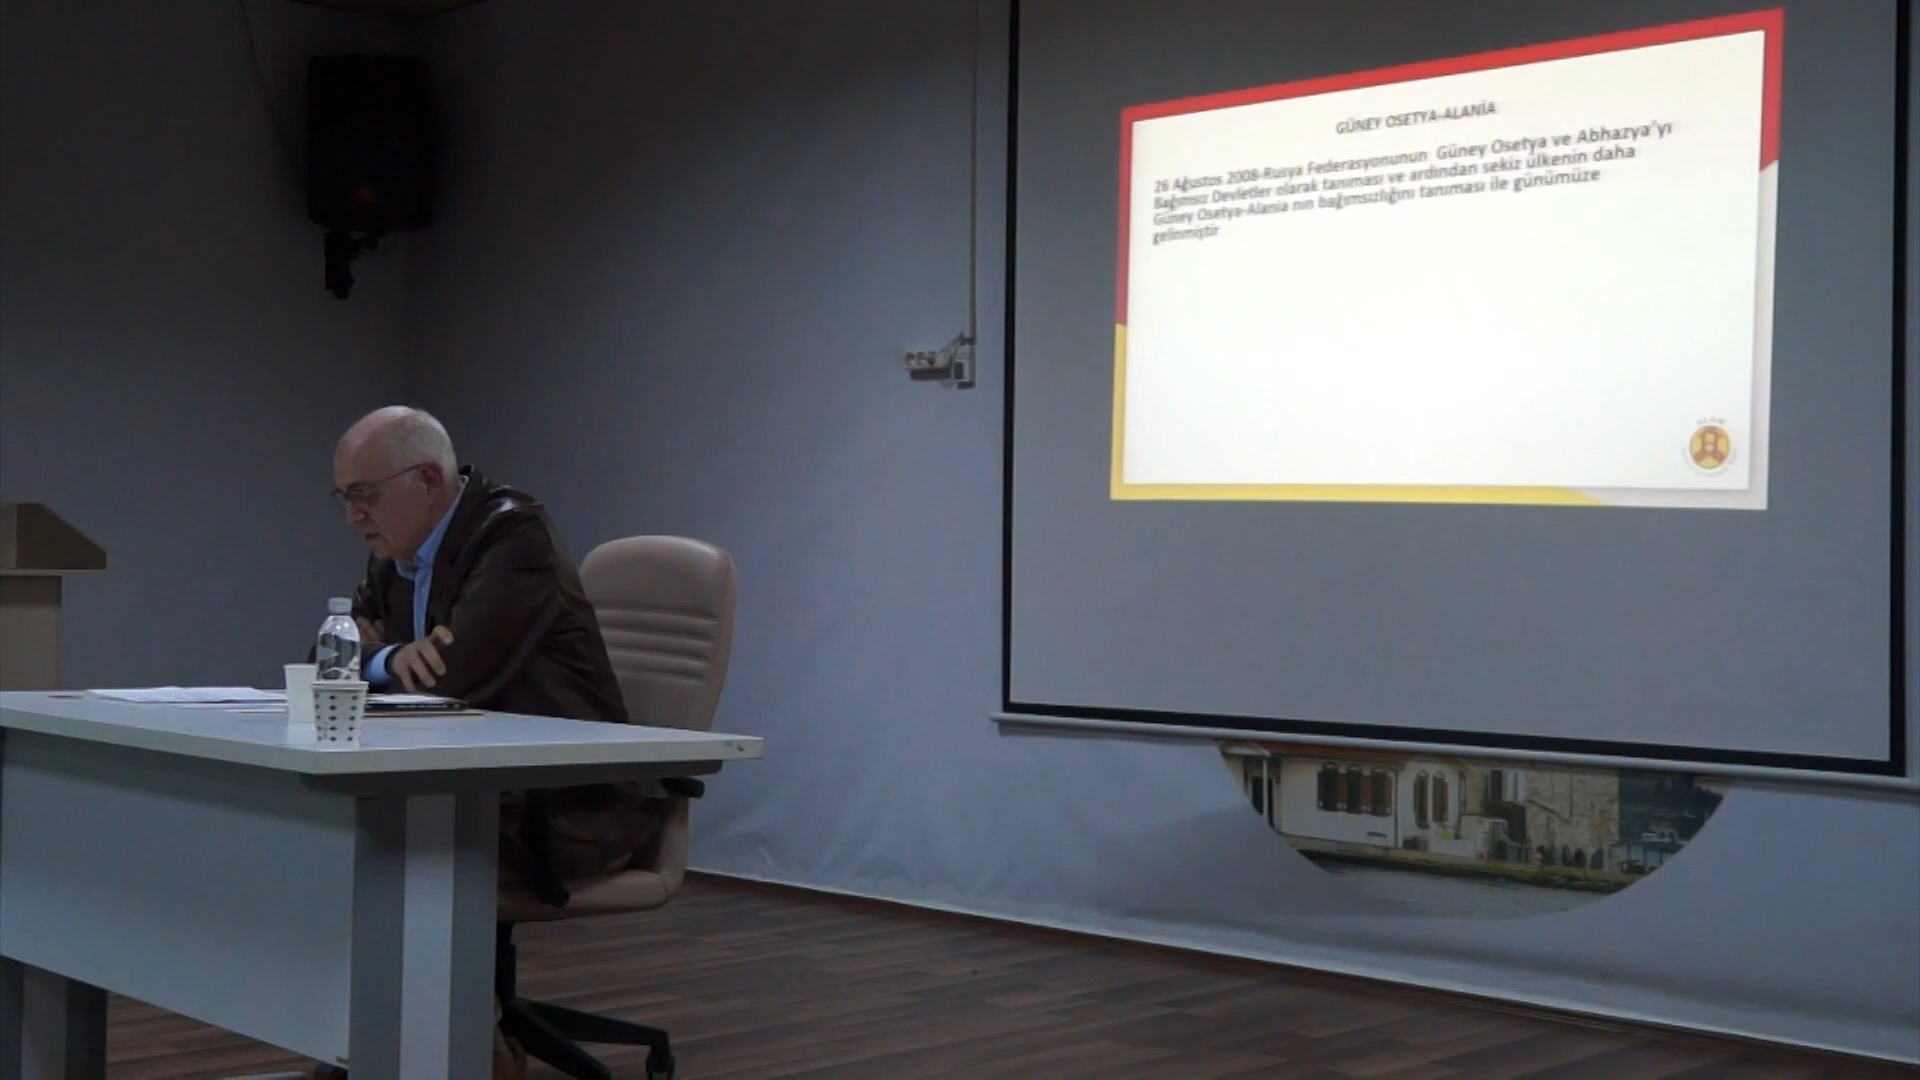 GÜNEY OSETYA-ALANİA
26 Ağustos 2008-Rusya Federasyonunun Güney Osetya ve Abhazya'yı
Bağımsız Devletler olarak tanıması ve ardından sekiz ülkenin daha
Güney Osetya-Alania nın bağımsızlığını tanıması ile günümüze
gelinmiştir